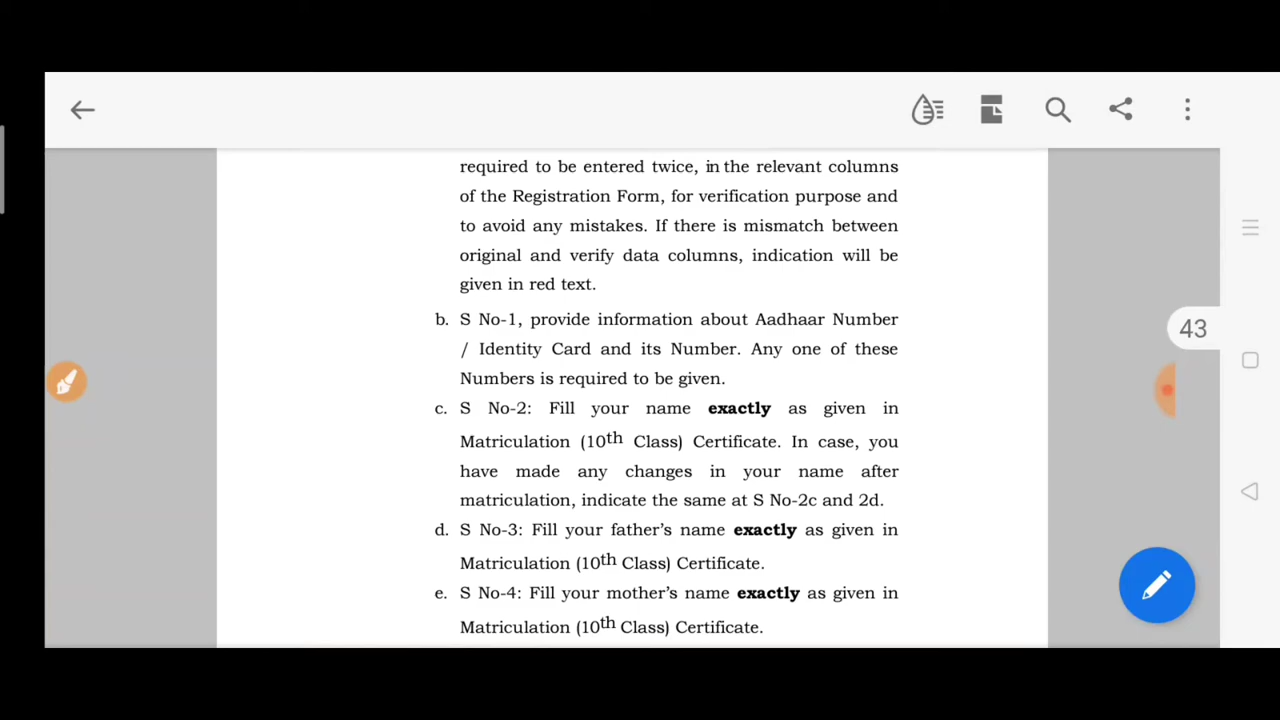 required to be entered twice, in the relevant columns
of the Registration Form, for verification purpose and
to avoid any mistakes. If there is mismatch between
original and verify data columns, indication will be
given in red text.
b. S No-1, provide information about Aadhaar Number
/ Identity Card and its Number. Any one of these
Numbers is required to be given.
c. S No-2: Fill your name exactly as given in
Matriculation (10th Class) Certificate. In case, you
have made any changes in your name after
matriculation, indicate the same at S No-2c and 2d.
d. S No-3: Fill your father's name exactly as given in
Matriculation (10th Class) Certificate.
e. S No-4: Fill your mother's name exactly as given in
Matriculation (10th Class) Certificate.
43